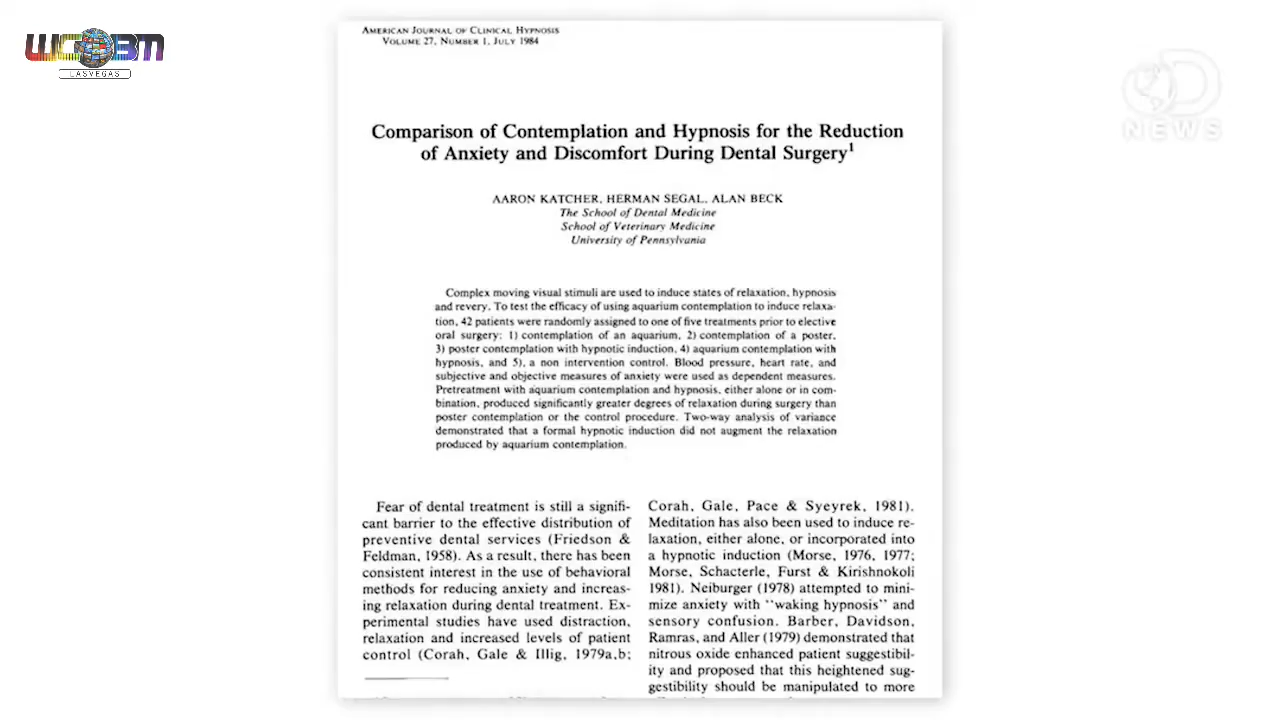 WCOBM
LASVEGAS
D
NEWS
AMERICAN JOURNAL OF CLINICAL HYPNOSIS
VOLUME 27, NUMBER 1, JULY 1984
Comparison of Contemplation and Hypnosis for the Reduction
of Anxiety and Discomfort During Dental Surgery1
AARON KATCHER, HERMAN SEGAL, ALAN BECK
The School of Dental Medicine
School of Veterinary Medicine
University of Pennsylvania
Complex moving visual stimuli are used to induce states of relaxation, hypnosis
and revery. To test the efficacy of using aquarium contemplation to induce relaxa-
tion, 42 patients were randomly assigned to one of five treatments prior to elective
oral surgery: 1) contemplation of an aquarium, 2) contemplation of a poster,
3) poster contemplation with hypnotic induction, 4) aquarium contemplation with
hypnosis, and 5), a non intervention control. Blood pressure, heart rate, and
subjective and objective measures of anxiety were used as dependent measures.
Pretreatment with aquarium contemplation and hypnosis, either alone or in com-
bination, produced significantly greater degrees of relaxation during surgery than
poster contemplation or the control procedure. Two-way analysis of variance
demonstrated that a formal hypnotic induction did not augment the relaxation
produced by aquarium contemplation.
Fear of dental treatment is still a signifi-
cant barrier to the effective distribution of
preventive dental services (Friedson &
Feldman, 1958). As a result, there has been
consistent interest in the use of behavioral
methods for reducing anxiety and increas-
ing relaxation during dental treatment. Ex-
perimental studies have used distraction,
relaxation and increased levels of patient
control (Corah, Gale & Illig, 1979a,b;
Corah, Gale, Pace & Syeyrek, 1981).
Meditation has also been used to induce re-
laxation, either alone, or incorporated into
a hypnotic induction (Morse, 1976, 1977;
Morse, Schacterle, Furst & Kirishnokoli
1981). Neiburger (1978) attempted to mini-
mize anxiety with "waking hypnosis" and
sensory confusion. Barber, Davidson,
Ramras, and Aller (1979) demonstrated that
nitrous oxide enhanced patient suggestibil-
ity and proposed that this heightened sug-
gestibility should be manipulated to more